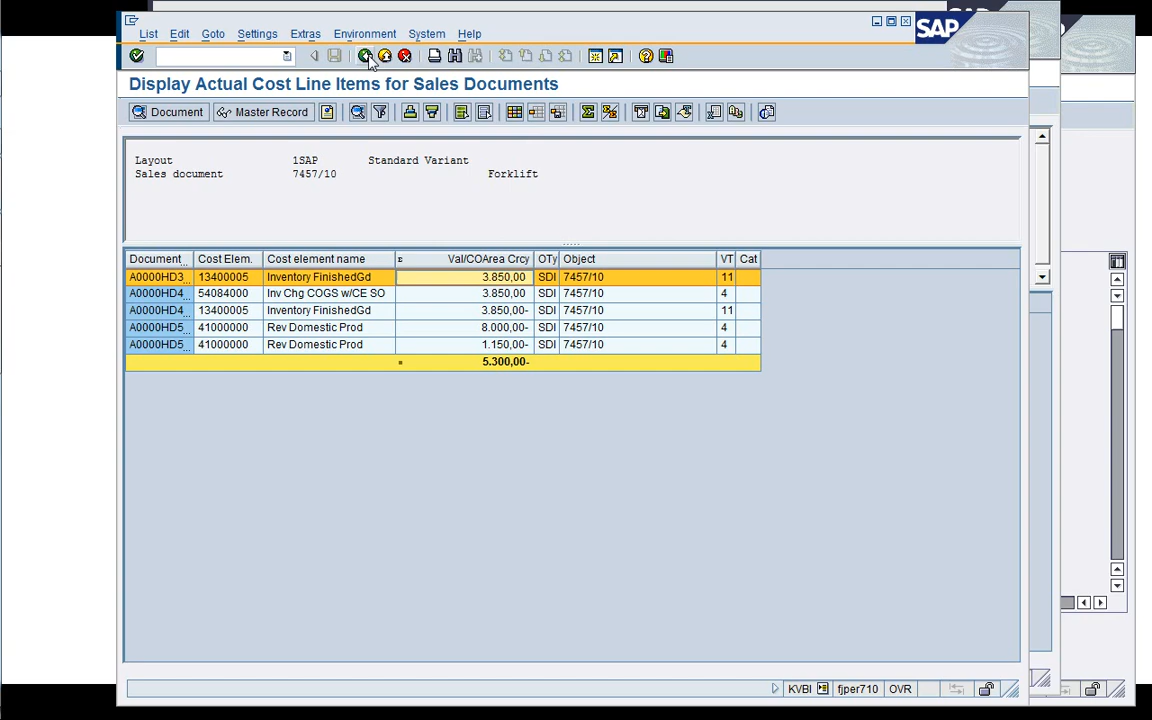 List Edit Goto Settings Extras Environment System Help
SAP
Display Actual Cost Line Items for Sales Documents
Document Master Record
Layout 1SAP Standard Variant
Sales document 7457/10 Forklift
Document... Cost Elem. Cost element name Σ Val/COArea Crcy OTy Object VT Cat
A0000HD3... 13400005 Inventory FinishedGd 3.850,00 SDI 7457/10 11
A0000HD4... 54084000 Inv Chg COGS w/CE SO 3.850,00 SDI 7457/10 4
A0000HD4... 13400005 Inventory FinishedGd 3.850,00- SDI 7457/10 11
A0000HD5... 41000000 Rev Domestic Prod 8.000,00- SDI 7457/10 4
A0000HD5... 41000000 Rev Domestic Prod 1.150,00- SDI 7457/10 4
5.300,00-
KVBI fjper710 OVR